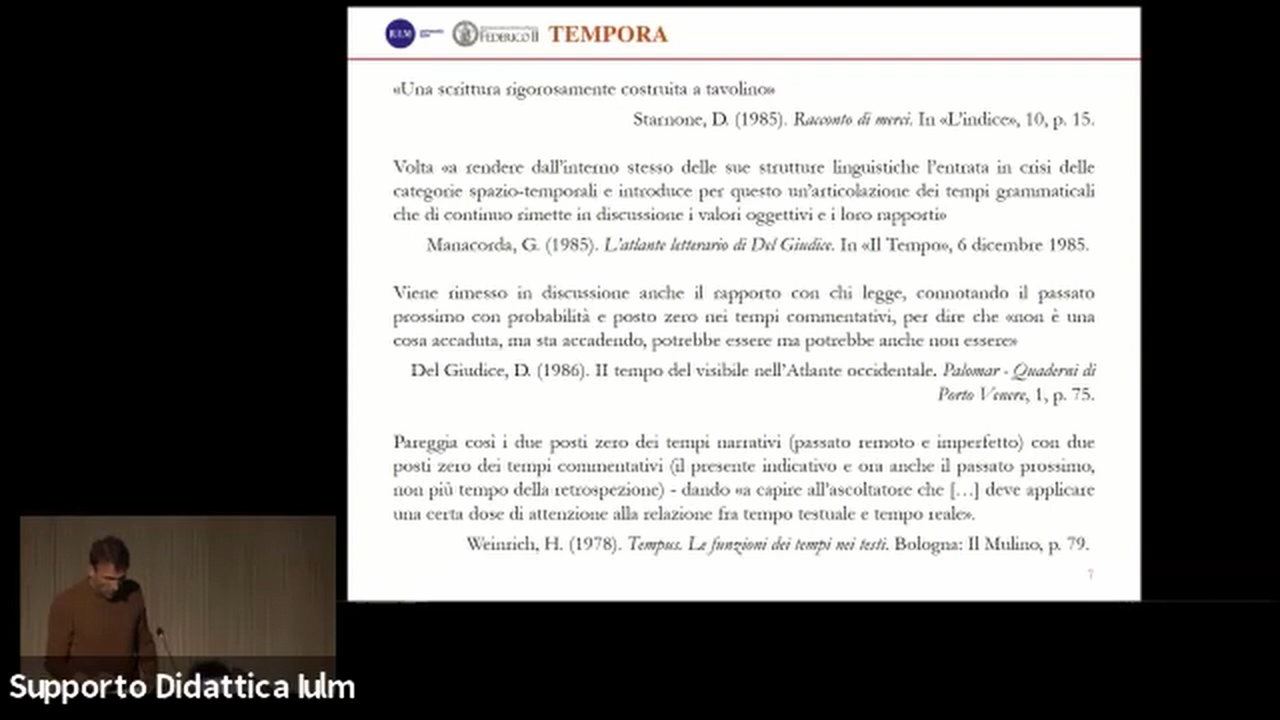 IULM FEDERICO II TEMPORA
«Una scrittura rigorosamente costruita a tavolino»
Starnone, D. (1985). Racconto di merci. In «L'indice», 10, p. 15.
Volta «a rendere dall'interno stesso delle sue strutture linguistiche l'entrata in crisi delle
categorie spazio-temporali e introduce per questo un'articolazione dei tempi grammaticali
che di continuo rimette in discussione i valori oggettivi e i loro rapporti»
Manacorda, G. (1985). L'atlante letterario di Del Giudice. In «Il Tempo», 6 dicembre 1985.
Viene rimesso in discussione anche il rapporto con chi legge, connotando il passato
prossimo con probabilità e posto zero nei tempi commentativi, per dire che «non è una
cosa accaduta, ma sta accadendo, potrebbe essere ma potrebbe anche non essere»
Del Giudice, D. (1986). II tempo del visibile nell'Atlante occidentale. Palomar - Quaderni di
Porto Venere, 1, p. 75.
Pareggia così i due posti zero dei tempi narrativi (passato remoto e imperfetto) con due
posti zero dei tempi commentativi (il presente indicativo e ora anche il passato prossimo,
non più tempo della retrospezione) - dando «a capire all'ascoltatore che […] deve applicare
una certa dose di attenzione alla relazione fra tempo testuale e tempo reale».
Weinrich, H. (1978). Tempus. Le funzioni dei tempi nei testi. Bologna: Il Mulino, p. 79.
7
Supporto Didattica Iulm